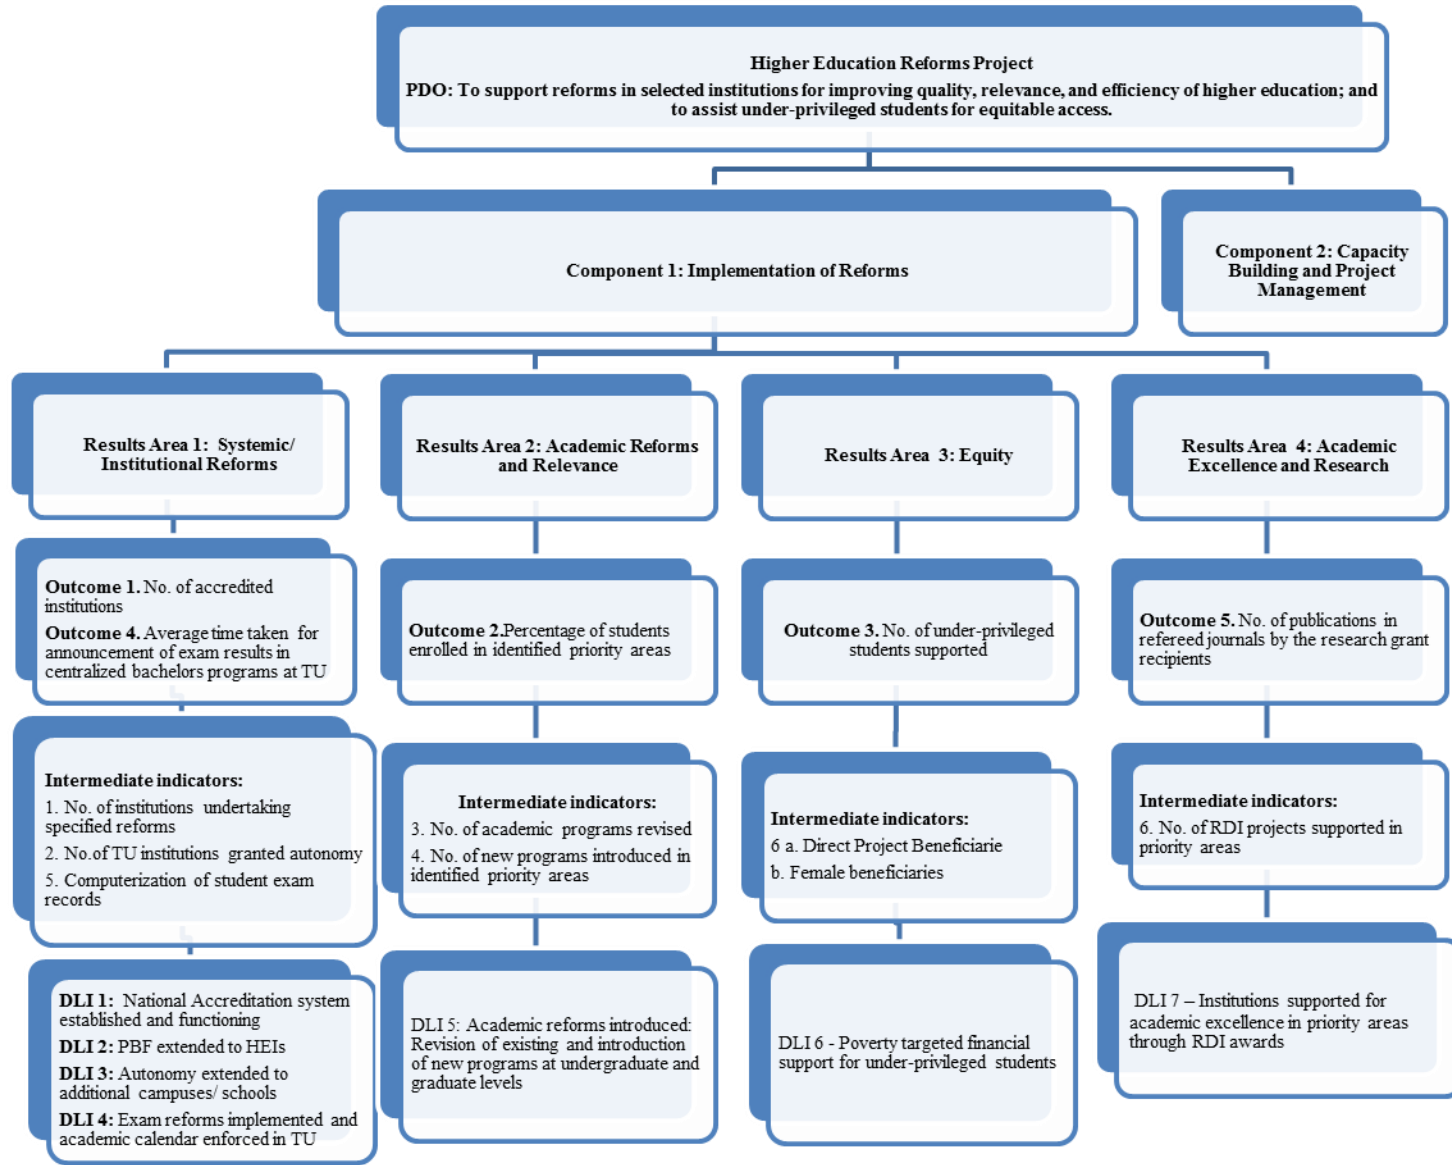 Higher Education Reforms Project
PDO: To support reforms in selected institutions for improving quality, relevance, and efficiency of higher education; and
to assist under-privileged students for equitable access.
Component 1: Implementation of Reforms
Component 2: Capacity
Building and Project
Management
Results Area 1: Systemic/
Institutional Reforms
Results Area 2: Academic Reforms
and Relevance
Results Area 3: Equity
Results Area 4: Academic
Excellence and Research
Outcome 1. No. of accredited
institutions
Outcome 4. Average time taken for
announcement of exam results in
centralized bachelors programs at TU
Outcome 2.Percentage of students
enrolled in identified priority areas
Outcome 3. No. of under-privileged
students supported
Outcome 5. No. of publications in
refereed journals by the research grant
recipients
Intermediate indicators:
1. No. of institutions undertaking
specified reforms
2. No.of TU institutions granted autonomy
5. Computerization of student exam
records
Intermediate indicators:
3. No. of academic programs revised
4. No. of new programs introduced in
identified priority areas
Intermediate indicators:
6 a. Direct Project Beneficiarie
b. Female beneficiaries
Intermediate indicators:
6. No. of RDI projects supported in
priority areas
DLI 1: National Accreditation system
established and functioning
DLI 2: PBF extended to HEIs
DLI 3: Autonomy extended to
additional campuses/ schools
DLI 4: Exam reforms implemented and
academic calendar enforced in TU
DLI 5: Academic reforms introduced:
Revision of existing and introduction
of new programs at undergraduate and
graduate levels
DLI 6 - Poverty targeted financial
support for under-privileged students
DLI 7 – Institutions supported for
academic excellence in priority areas
through RDI awards